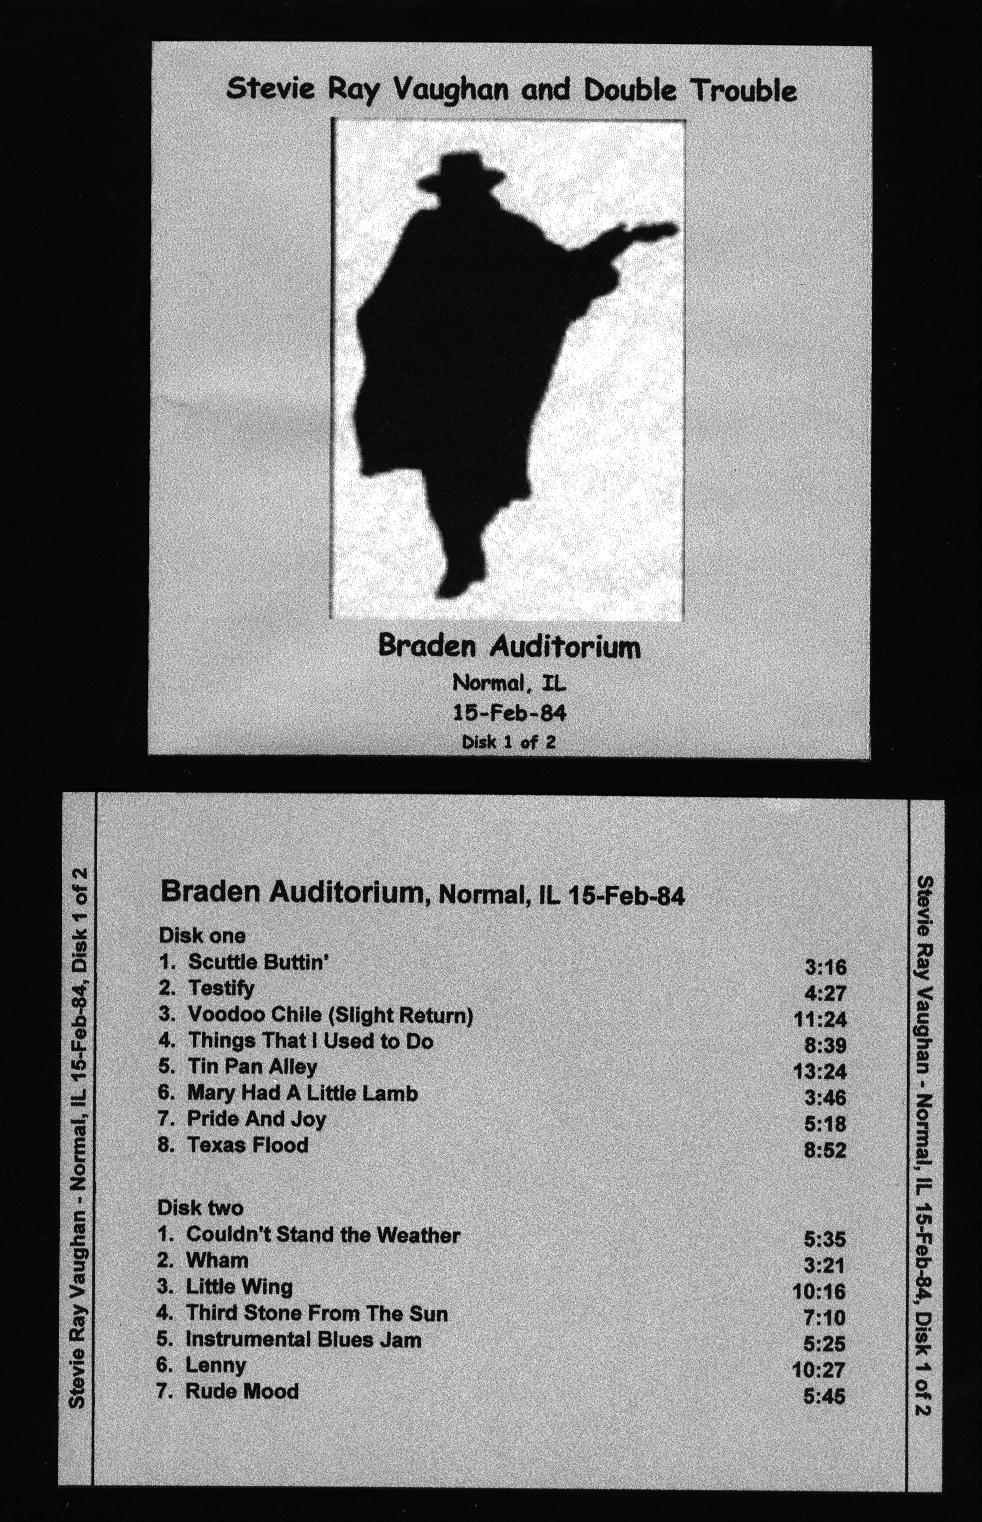 Stevie Ray Vaughan and Double Trouble
Braden Auditorium
Normal, IL
15-Feb-84
Disk 1 of 2
Stevie Ray Vaughan - Normal, IL 15-Feb-84, Disk 1 of 2
Braden Auditorium, Normal, IL 15-Feb-84
Disk one
1. Scuttle Buttin' 3:16
2. Testify 4:27
3. Voodoo Chile (Slight Return) 11:24
4. Things That I Used to Do 8:39
5. Tin Pan Alley 13:24
6. Mary Had A Little Lamb 3:46
7. Pride And Joy 5:18
8. Texas Flood 8:52
Disk two
1. Couldn't Stand the Weather 5:35
2. Wham 3:21
3. Little Wing 10:16
4. Third Stone From The Sun 7:10
5. Instrumental Blues Jam 5:25
6. Lenny 10:27
7. Rude Mood 5:45
Stevie Ray Vaughan - Normal, IL 15-Feb-84, Disk 1 of 2